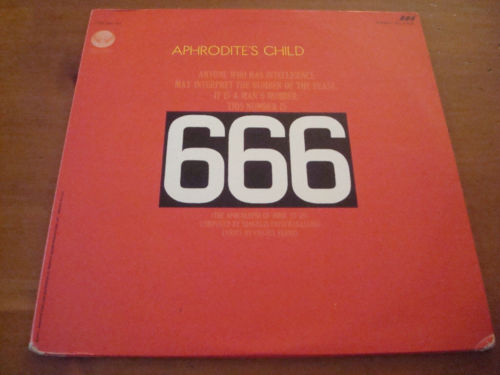 APHRODITE'S CHILD
ANYONE WHO HAS INTELLIGENCE
MAY INTERPRET THE NUMBER OF THE BEAST.
IT IS A MAN'S NUMBER.
THIS NUMBER IS
666
(THE APOCALYPSE OF JOHN, 13/18)
COMPOSED BY VANGELIS PAPATHANASSIOU
LYRICS BY COSTAS FERRIS